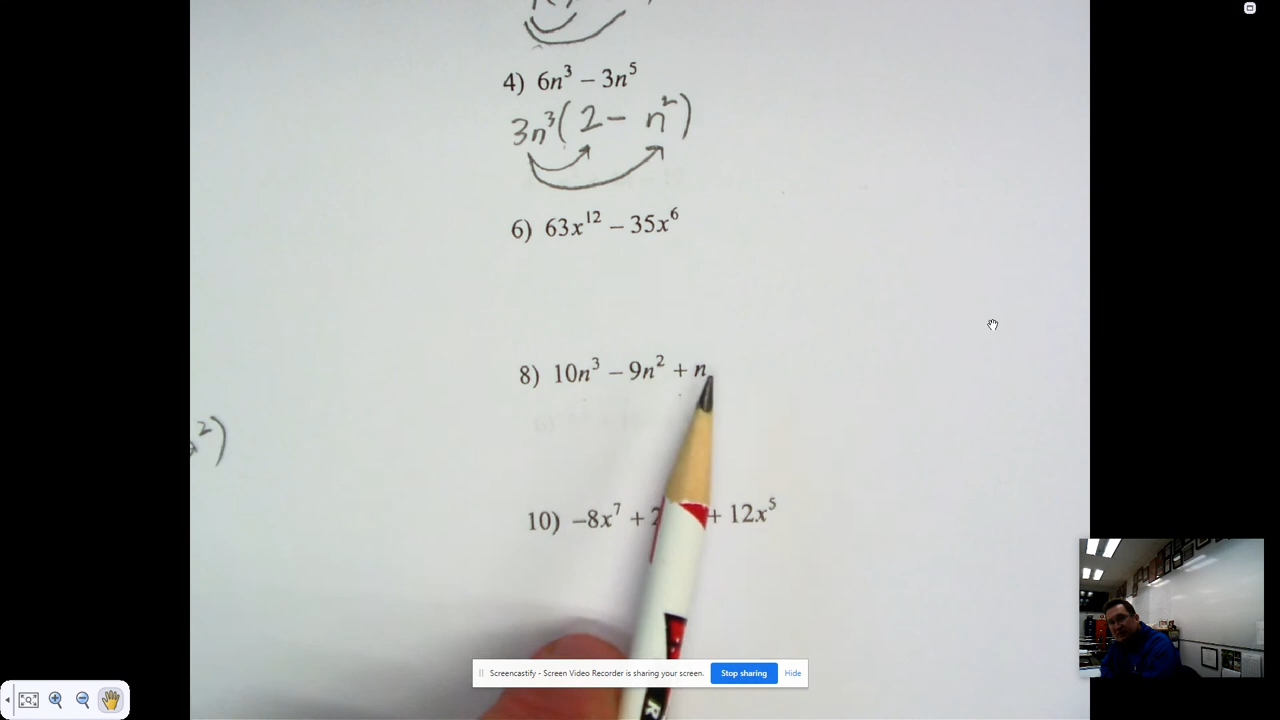 4) 6n³ − 3n⁵
3n³(2 − n²)
6) 63x¹² − 35x⁶
8) 10n³ − 9n² + n
²)
10) −8x⁷ + 2 + 12x⁵
Screencastify - Screen Video Recorder is sharing your screen.
Stop sharing
Hide